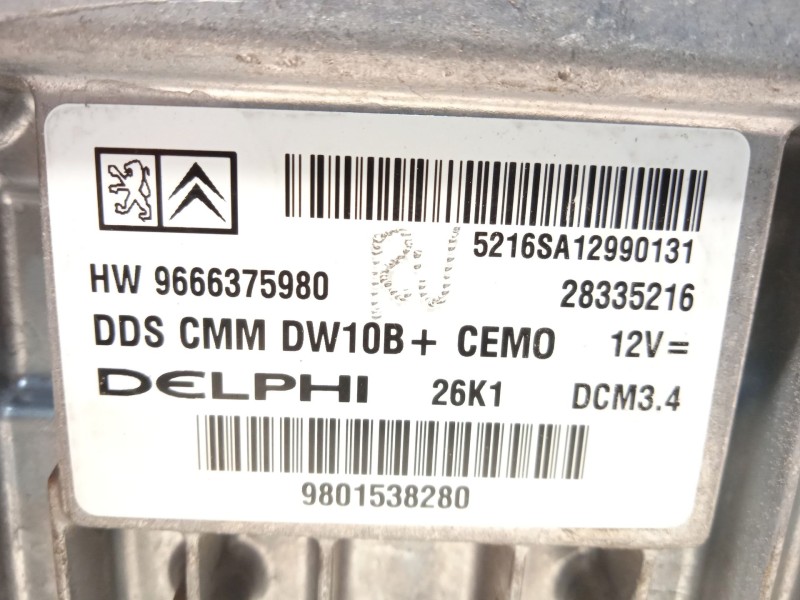 5216SA12990131
HW 9666375980 28335216
DDS CMM DW10B+ CEMO 12V=
DELPHI 26K1 DCM3.4
9801538280